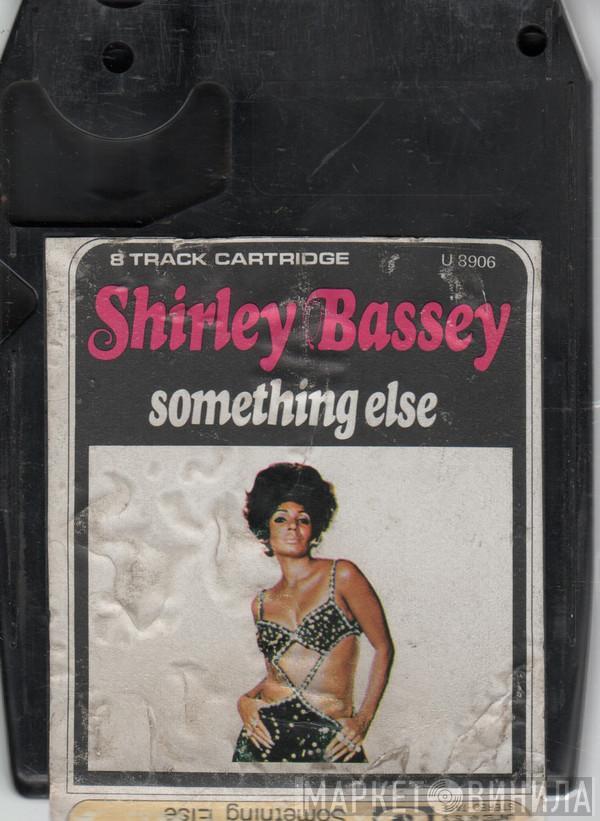 8 TRACK CARTRIDGE
U 8906
Shirley Bassey
something else
Something Else
МАРКЕТ ВИНИЛА